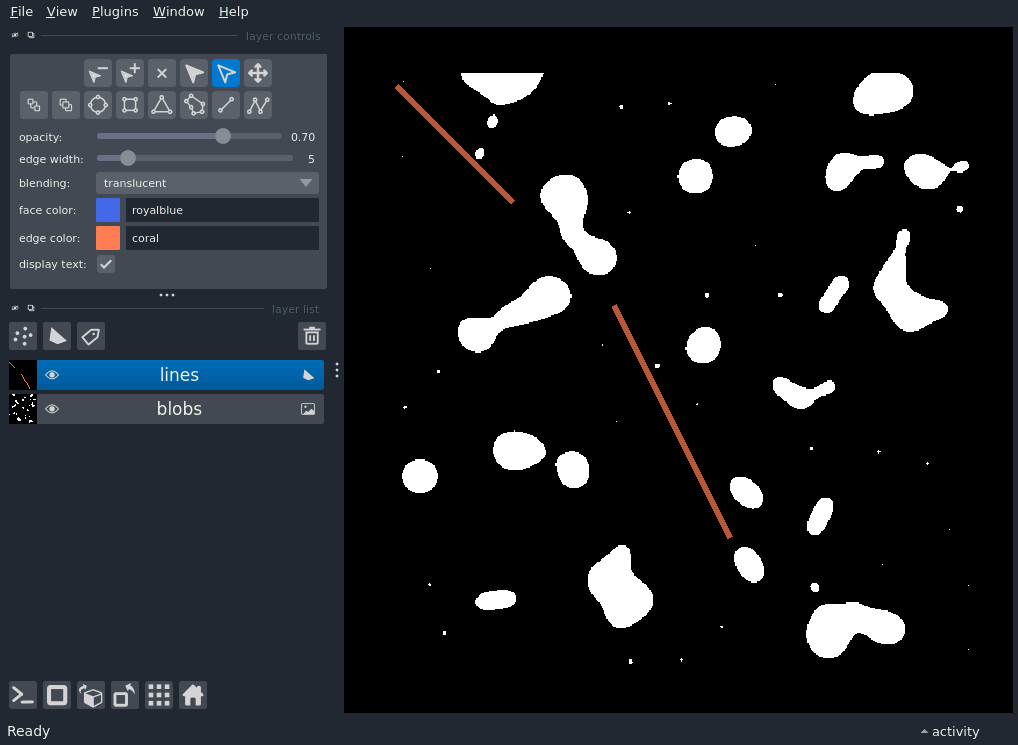 File View Plugins Window Help
layer controls
opacity: 0.70
edge width: 5
blending: translucent
face color: royalblue
edge color: coral
display text:
layer list
lines
blobs
Ready activity